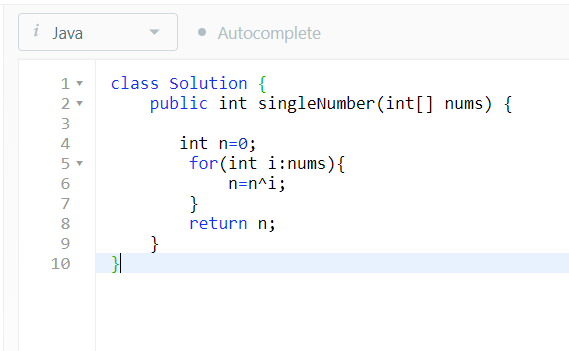 i Java Autocomplete
1 class Solution {
2     public int singleNumber(int[] nums) {
3
4        int n=0;
5         for(int i:nums){
6             n=n^i;
7         }
8         return n;
9     }
10 }